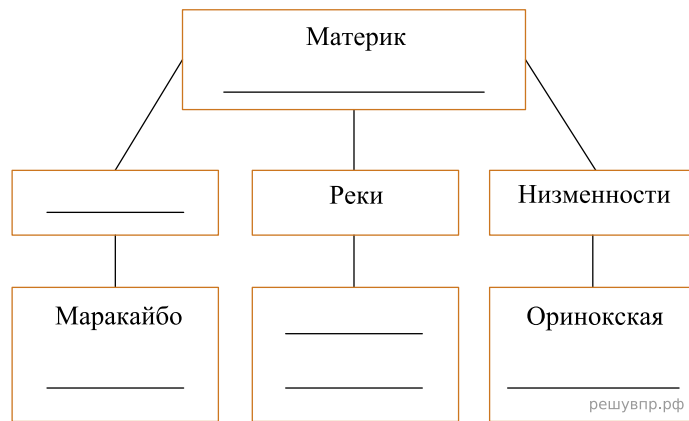 Материк
Реки
Низменности
Маракайбо
Оринокская
решувпр.рф